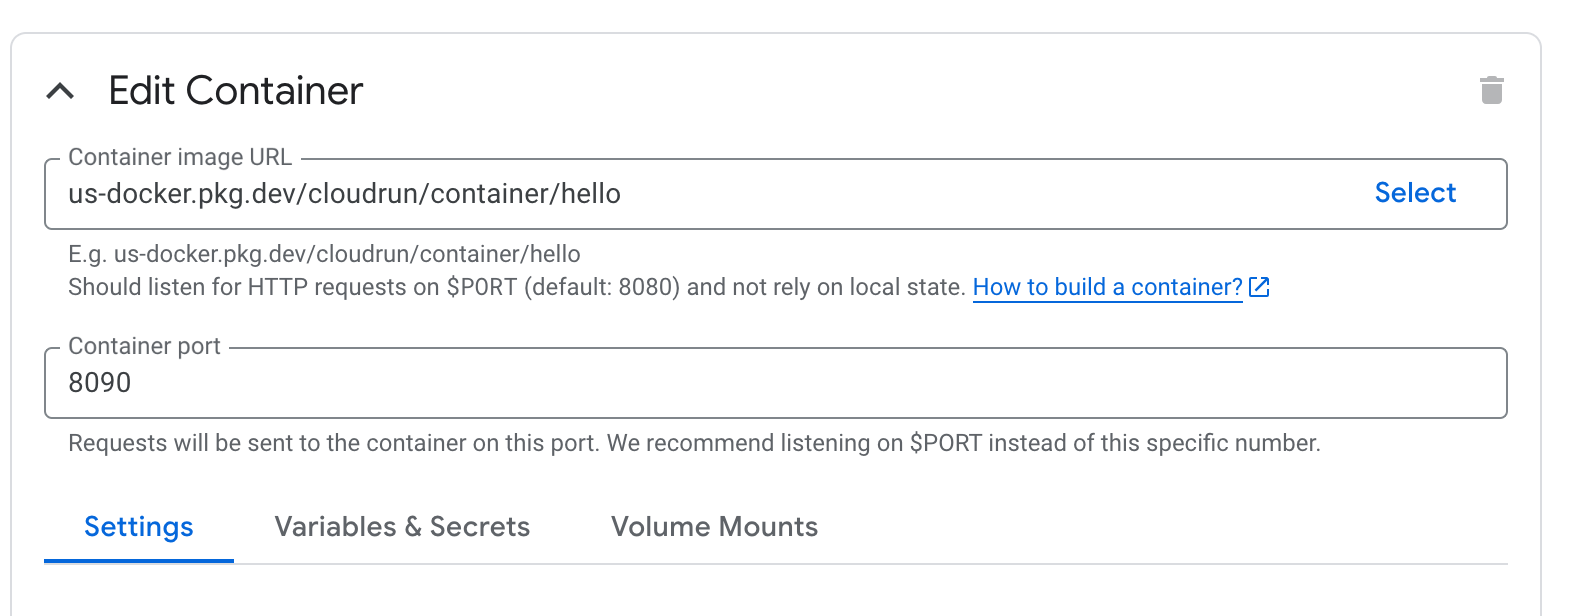 Edit Container
Container image URL
us-docker.pkg.dev/cloudrun/container/hello
Select
E.g. us-docker.pkg.dev/cloudrun/container/hello
Should listen for HTTP requests on $PORT (default: 8080) and not rely on local state. How to build a container?
Container port
8090
Requests will be sent to the container on this port. We recommend listening on $PORT instead of this specific number.
Settings Variables & Secrets Volume Mounts